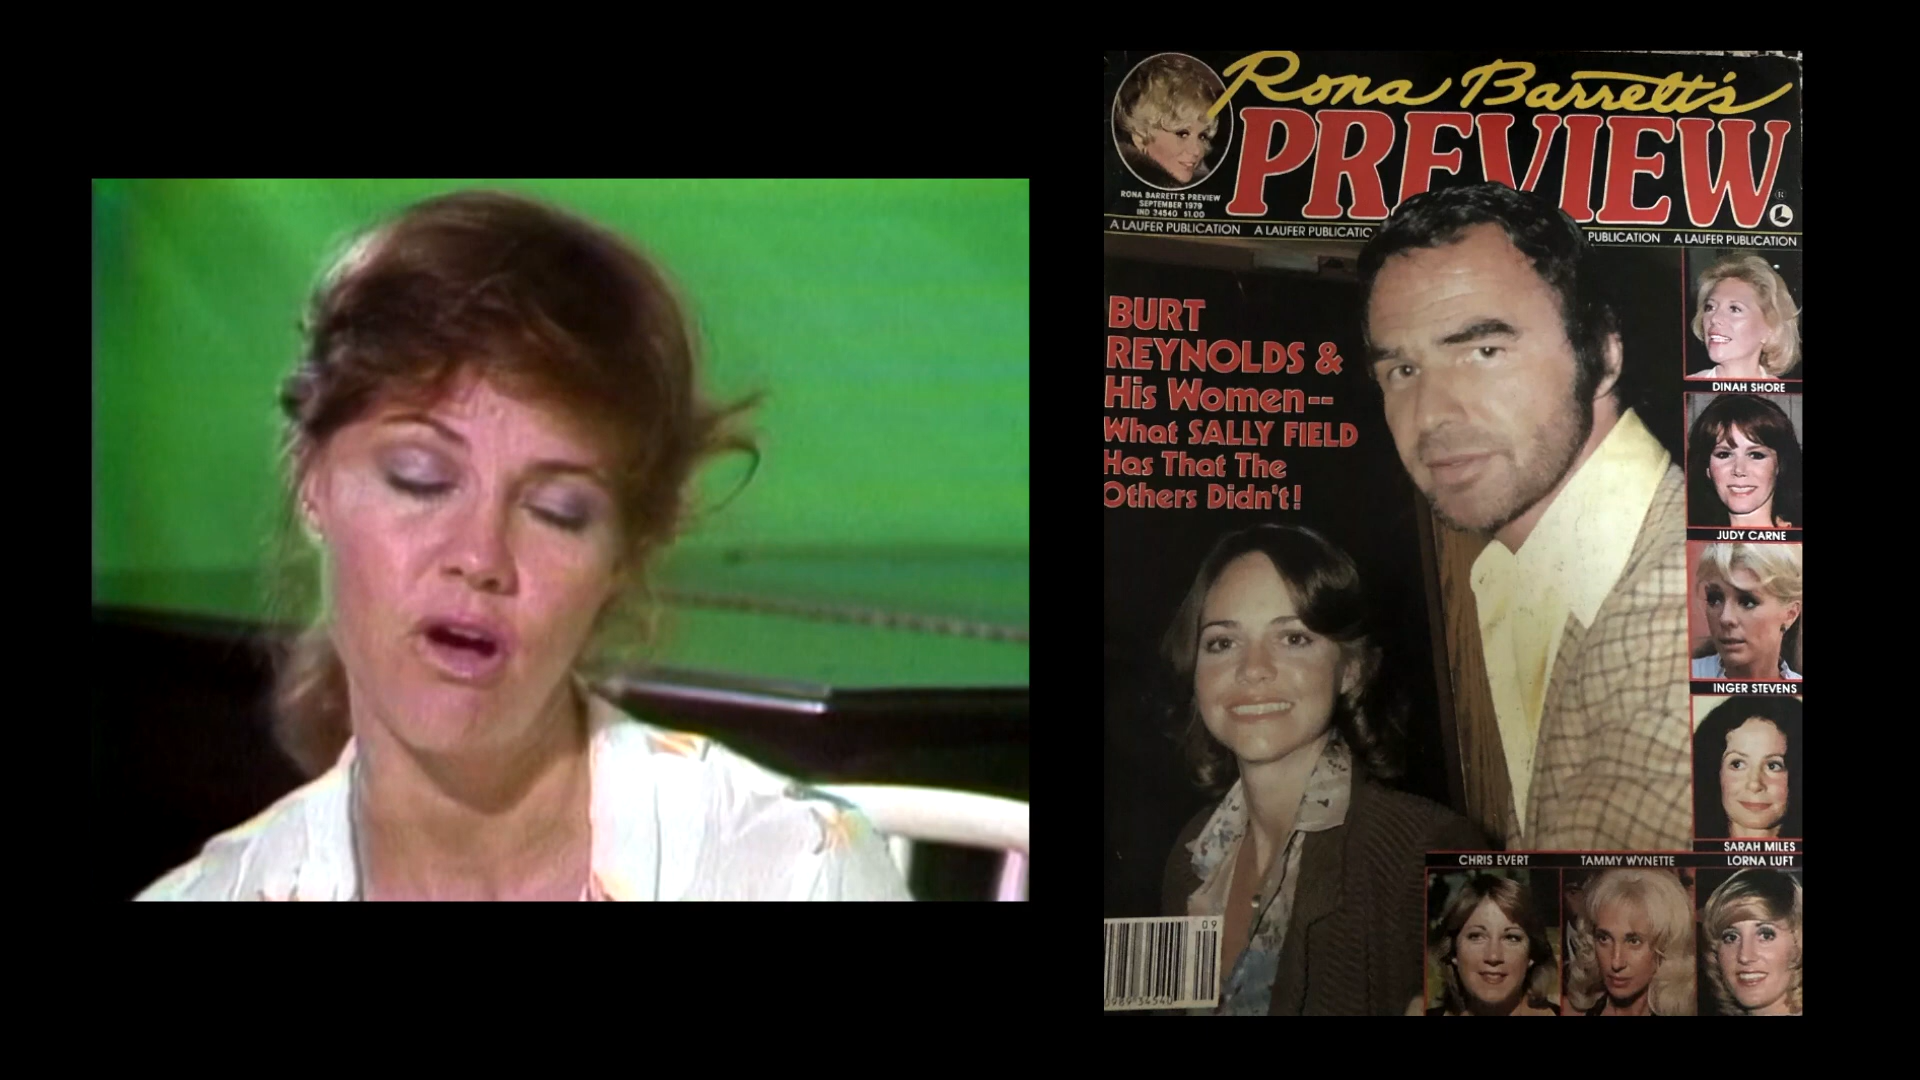 Rona Barrett's
PREVIEW
RONA BARRETT'S PREVIEW
SEPTEMBER 1979
IND 34540 $1.00
A LAUFER PUBLICATION A LAUFER PUBLICATIO PUBLICATION A LAUFER PUBLICATION
BURT
REYNOLDS &
His Women--
What SALLY FIELD
Has That The
Others Didn't!
DINAH SHORE
JUDY CARNE
INGER STEVENS
SARAH MILES
CHRIS EVERT TAMMY WYNETTE LORNA LUFT
09